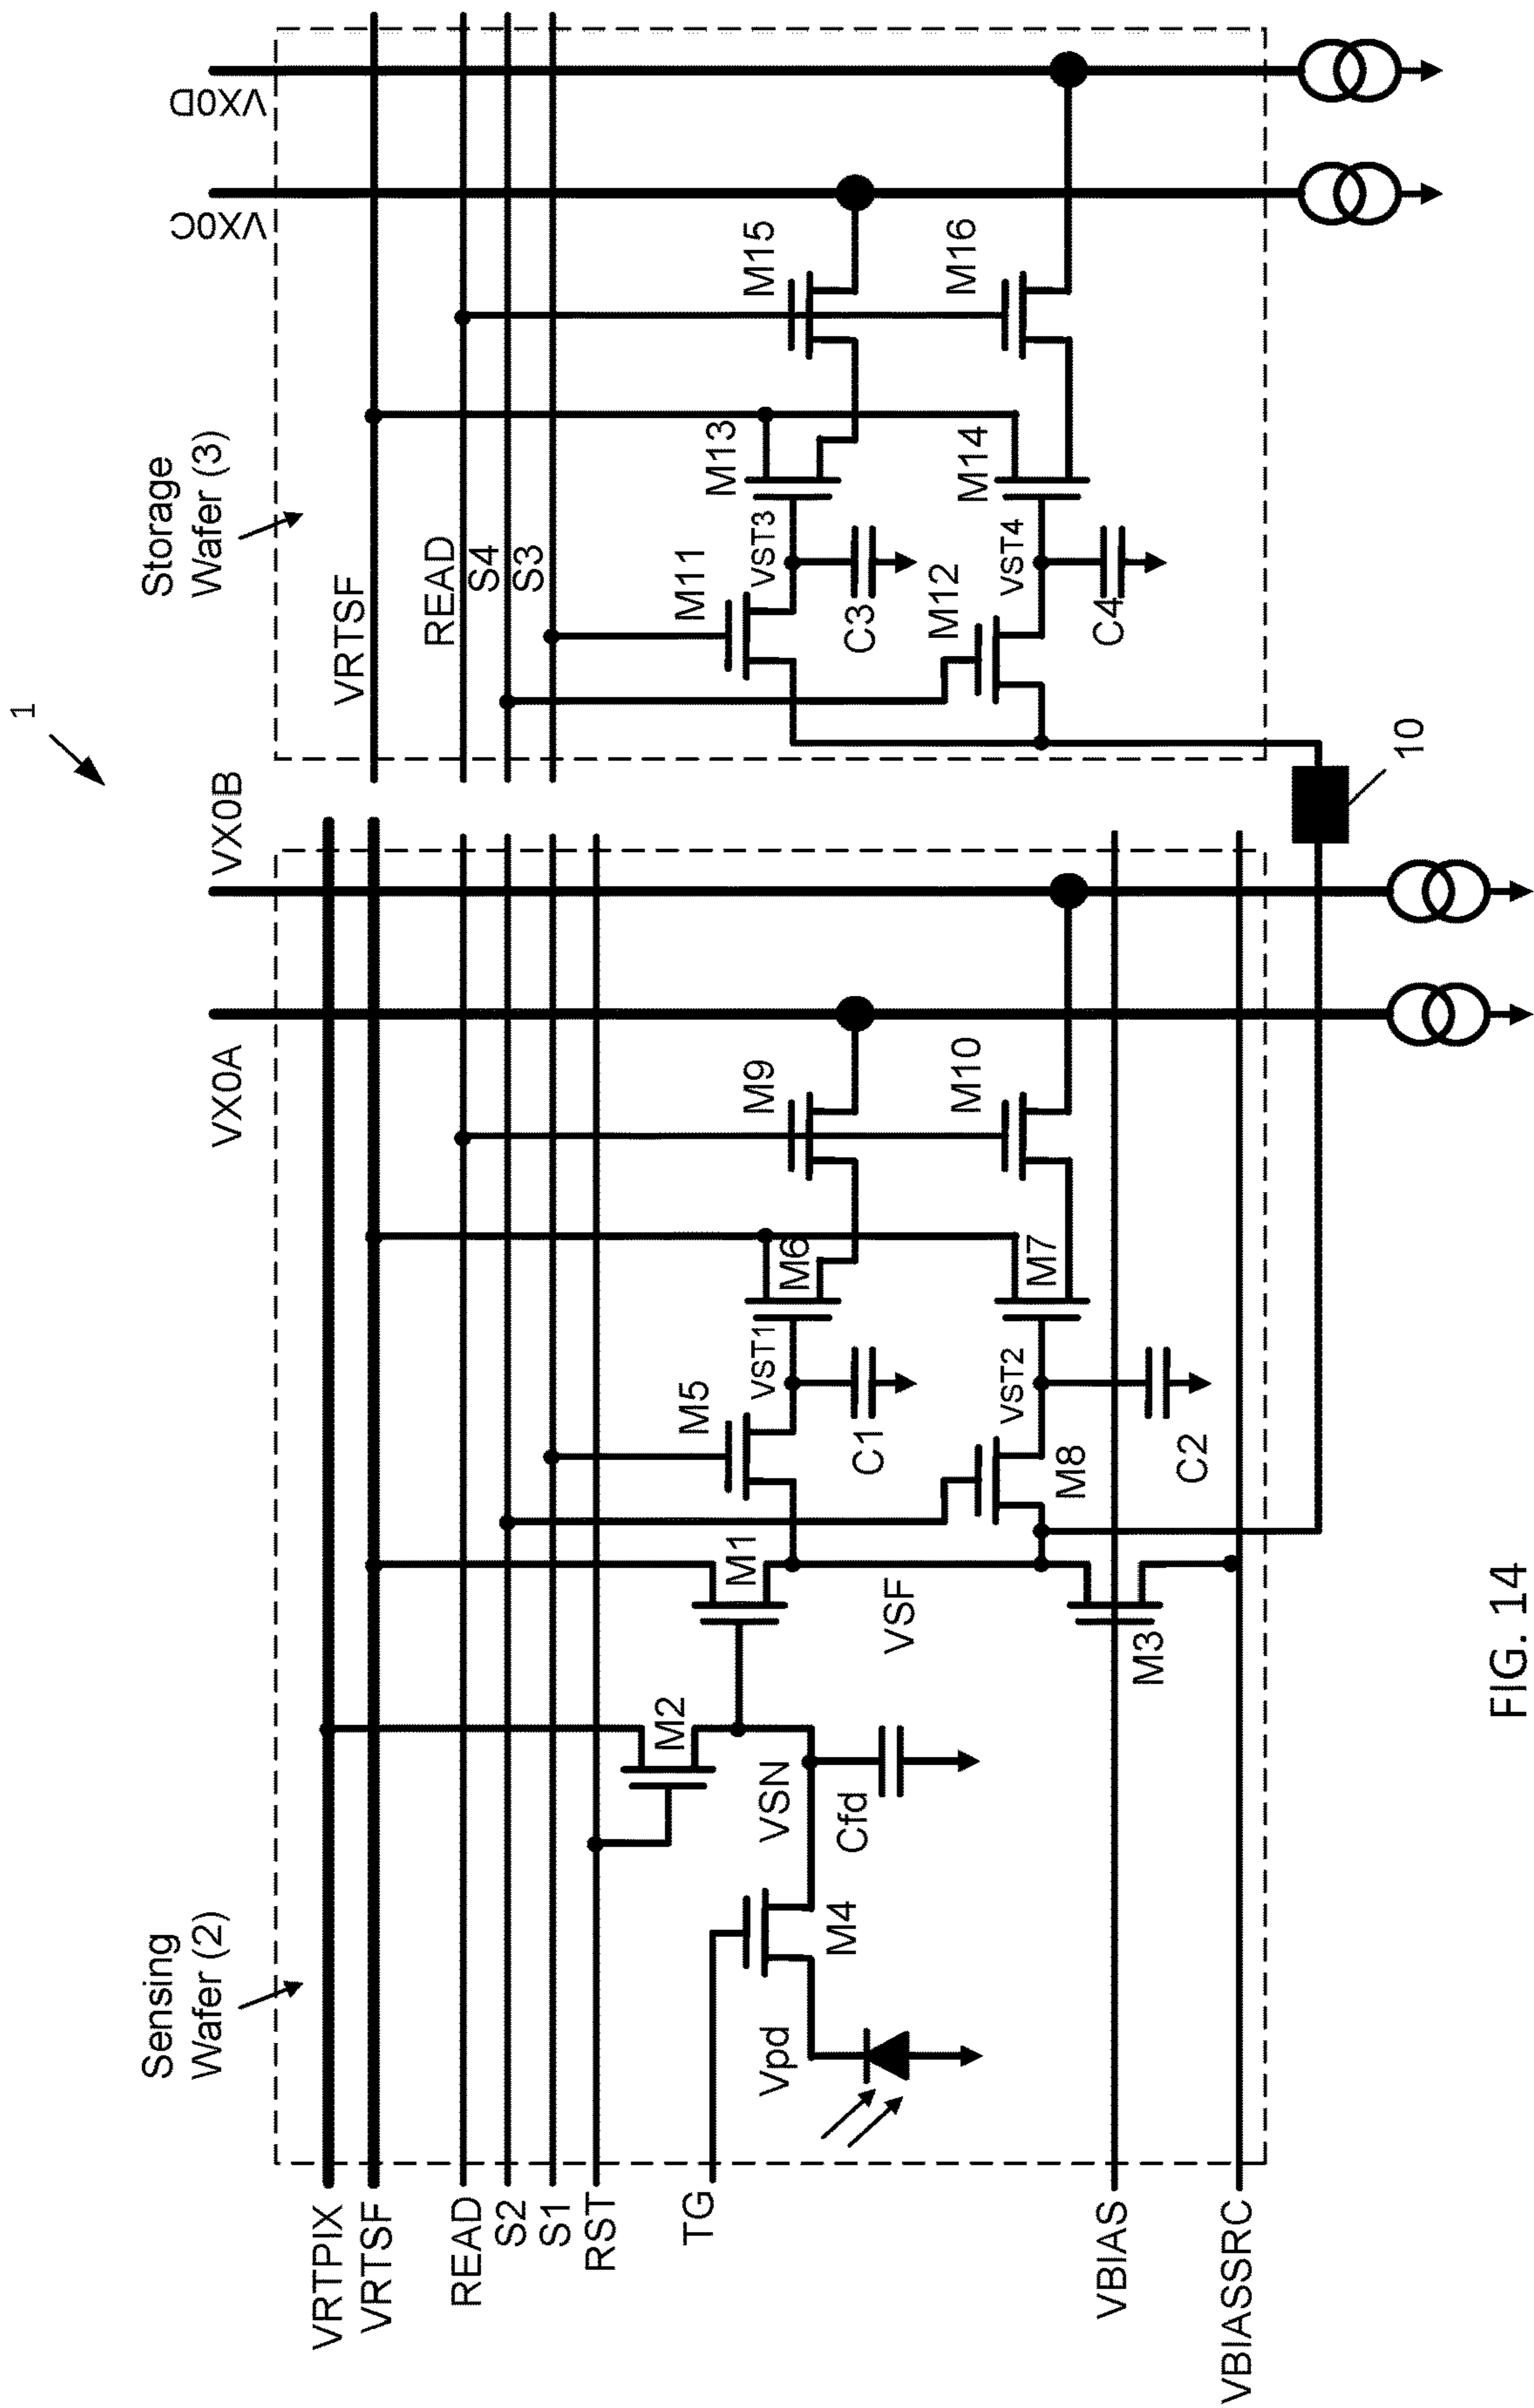 1
Sensing
Wafer (2)
Storage
Wafer (3)
VX0A
VX0B
VX0C
VX0D
VRTPIX
VRTSF
READ
S2
S1
RST
TG
VBIAS
VBIASSRC
VRTSF
READ
S4
S3
Vpd
M4
VSN
Cfd
M2
M1
VSF
M3
M5
VST1
C1
M6
M9
M8
VST2
C2
M7
M10
M11
VST3
C3
M13
M15
M12
VST4
C4
M14
M16
10
FIG. 14